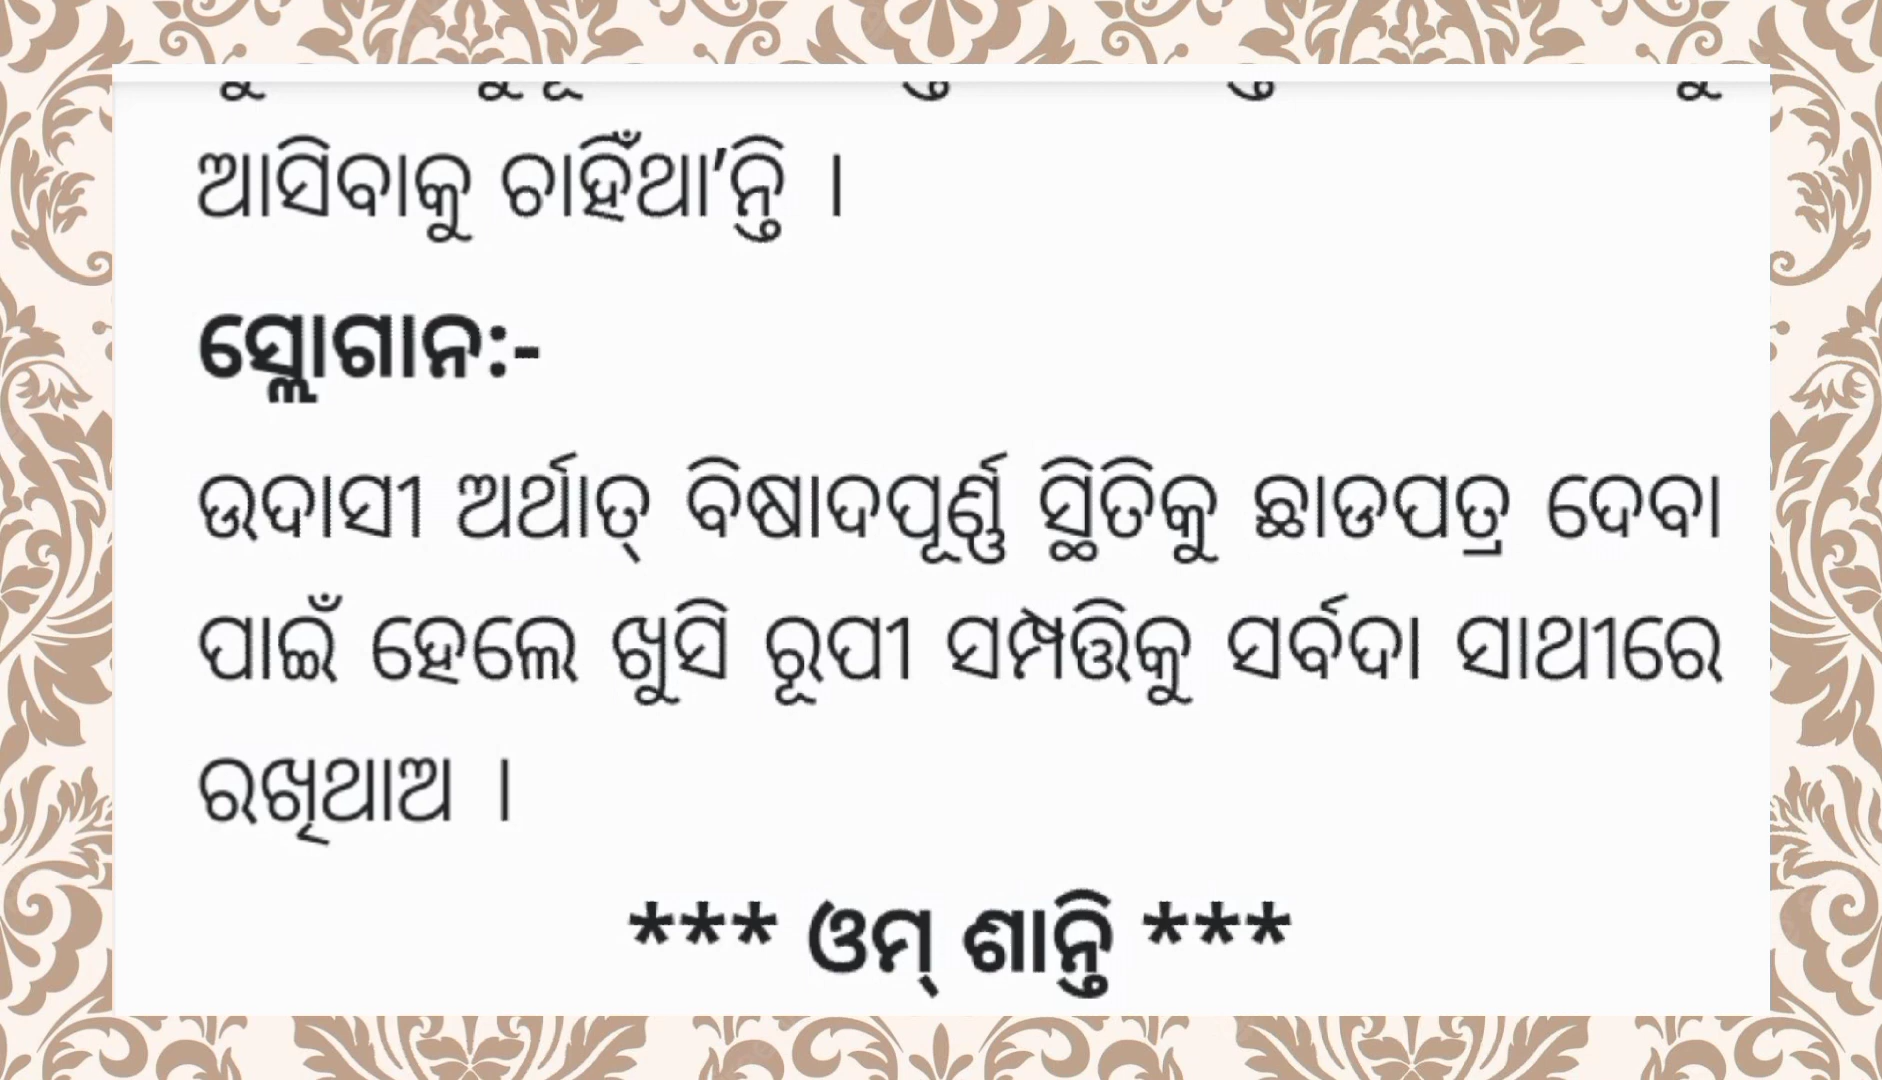 ଆସିବାକୁ ଚାହିଁଥା’ନ୍ତି ।
ସ୍ଲୋଗାନ:-
ଉଦାସୀ ଅର୍ଥାତ୍ ବିଷାଦପୂର୍ଣ୍ଣ ସ୍ଥିତିକୁ ଛାଡପତ୍ର ଦେବା
ପାଇଁ ହେଲେ ଖୁସି ରୂପୀ ସମ୍ପତ୍ତିକୁ ସର୍ବଦା ସାଥୀରେ
ରଖିଥାଅ ।
*** ଓମ୍ ଶାନ୍ତି ***